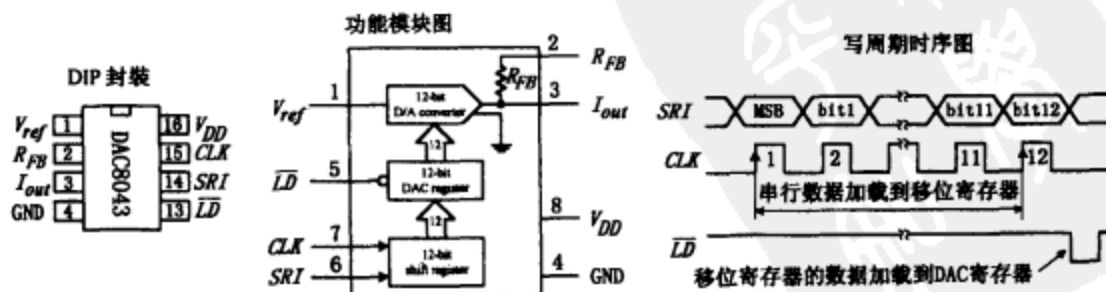 DIP 封装
V_ref 1
R_FB 2
I_out 3
GND 4
DAC8043
16 V_DD
15 CLK
14 SRI
13 LD
功能模块图
V_ref 1
12-bit
D/A converter
R_FB
2 R_FB
3 I_out
12
LD 5
12-bit
DAC register
12
CLK 7
SRI 6
12-bit
shift register
8 V_DD
4 GND
写周期时序图
SRI MSB bit1 bit11 bit12
CLK 1 2 11 12
串行数据加载到移位寄存器
LD
移位寄存器的数据加载到DAC寄存器